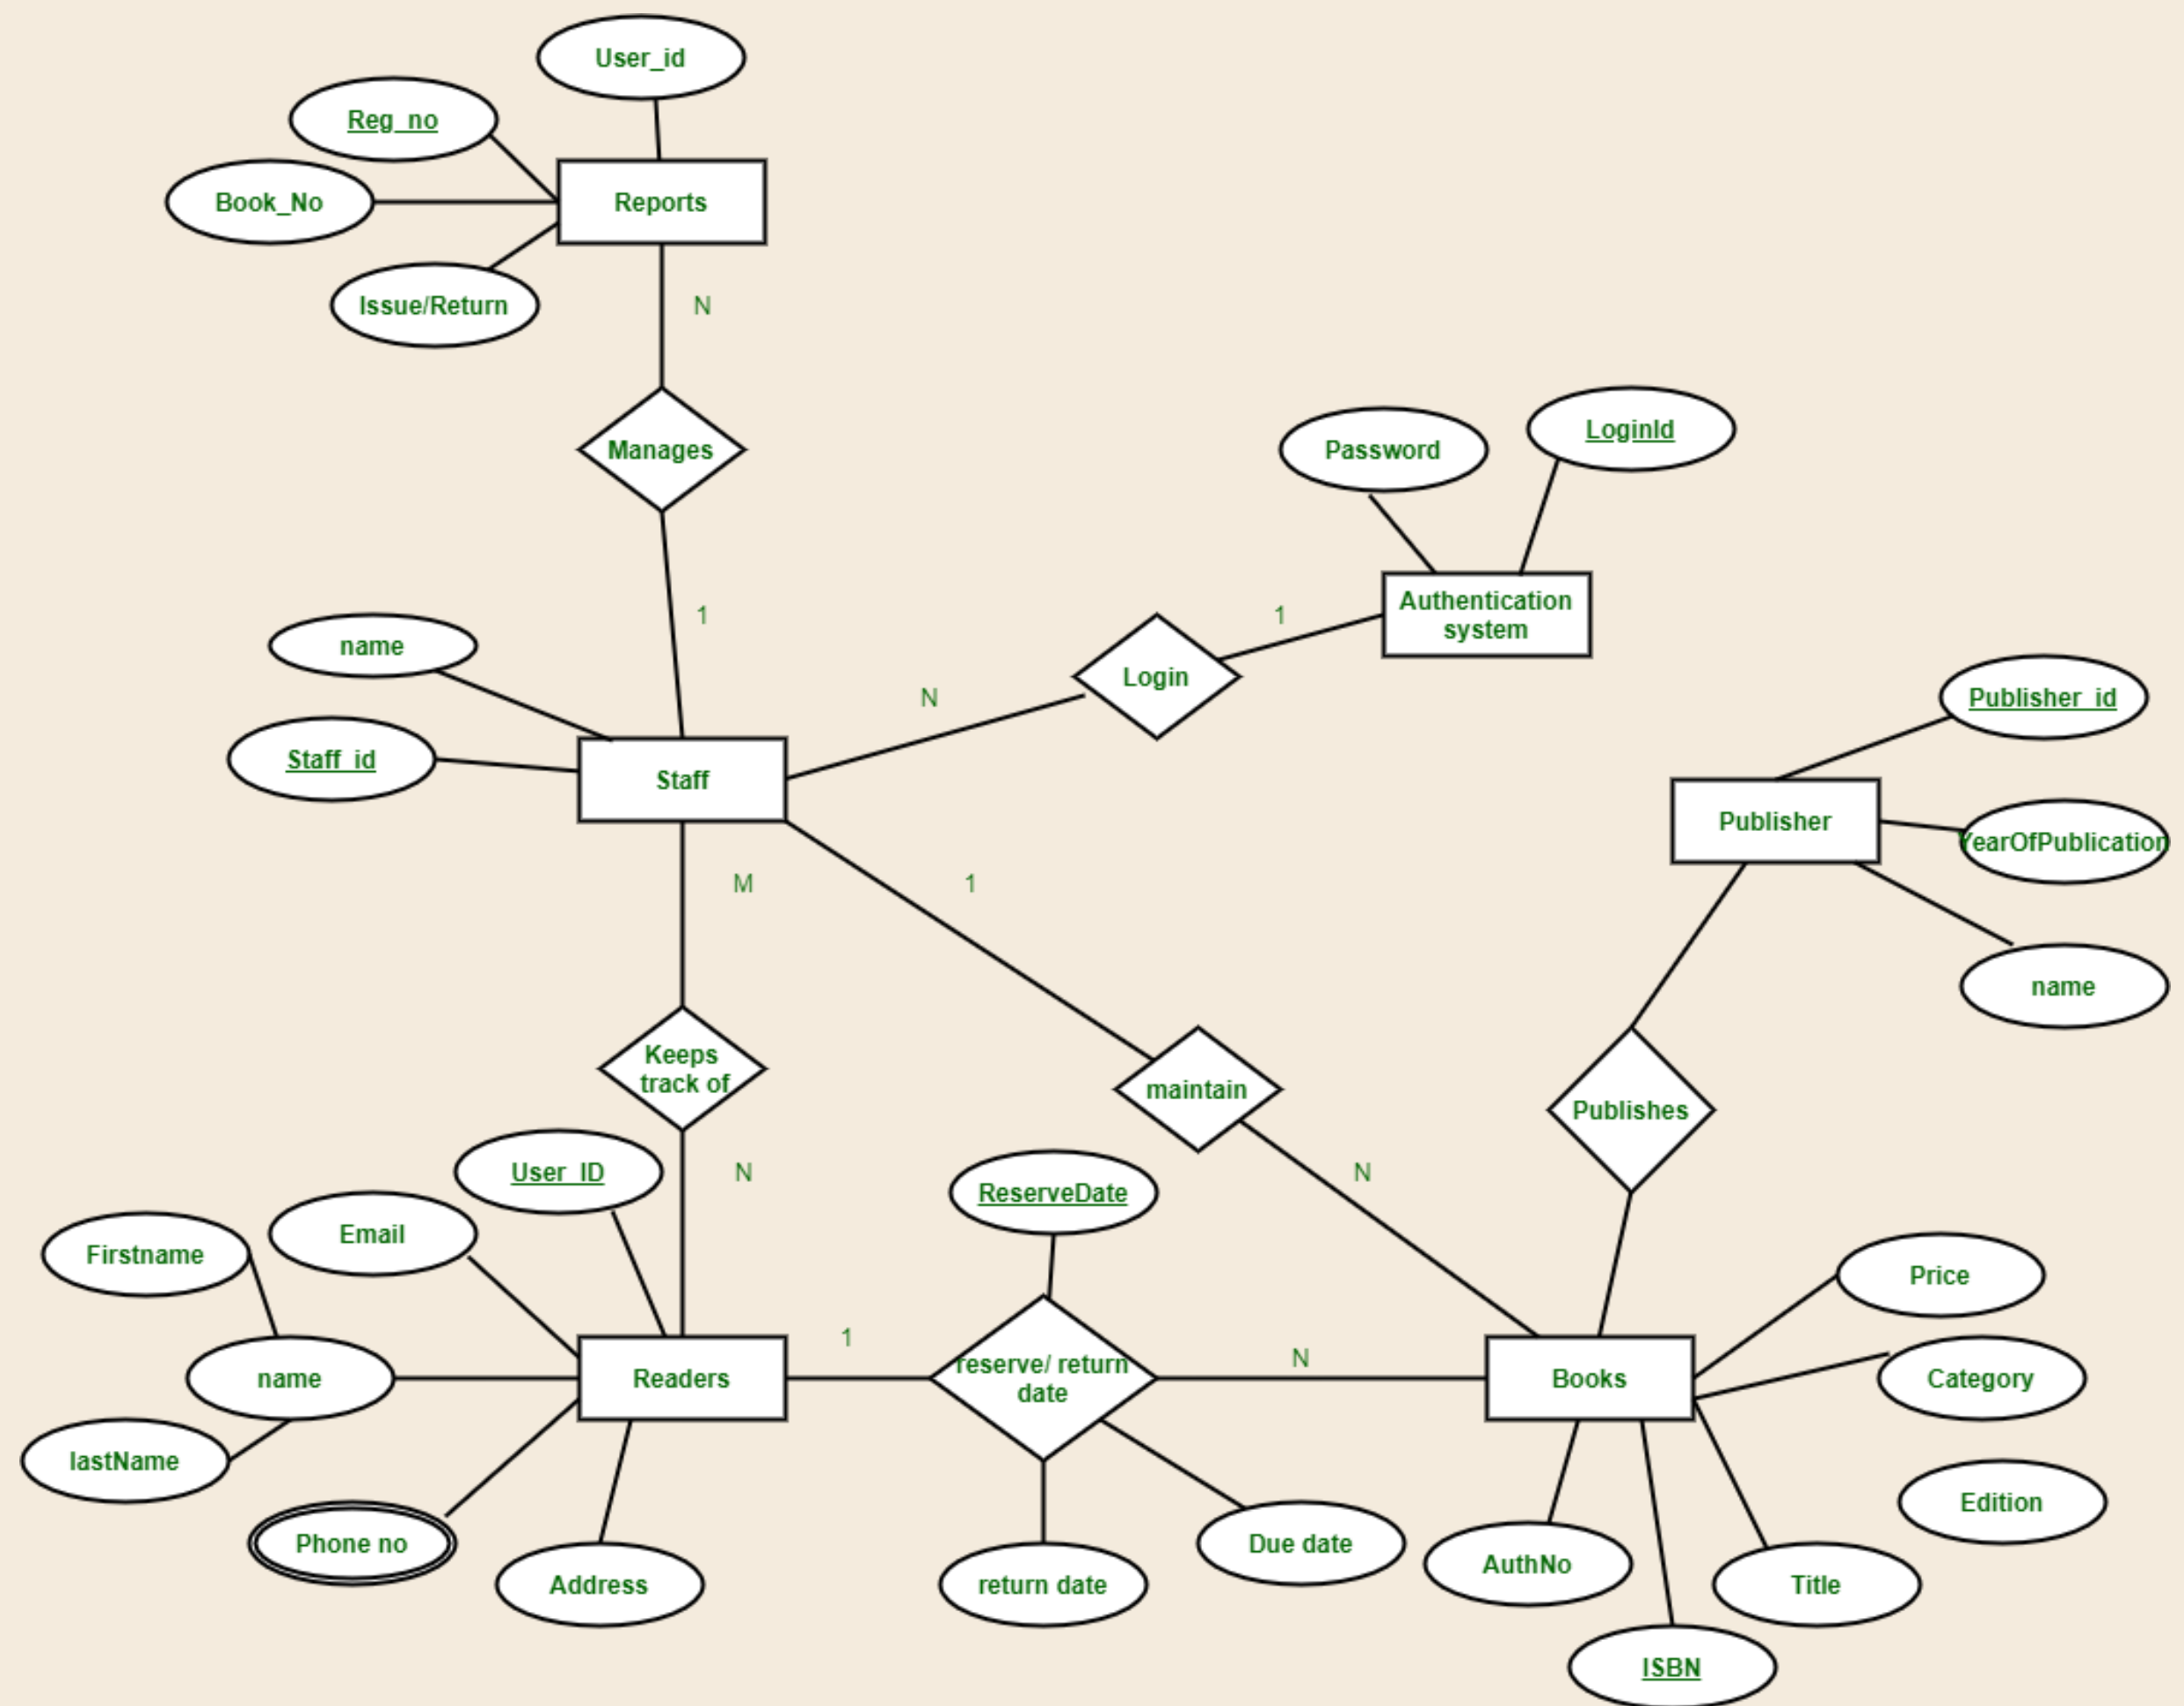 User_id
Reg_no
Book_No
Reports
Issue/Return
N
Manages
Password
LoginId
Authentication
system
1
1
name
Login
N
Staff_id
Staff
Publisher_id
Publisher
YearOfPublication
name
M
1
Keeps
track of
maintain
Publishes
User_ID
N
ReserveDate
N
Firstname
Email
Price
name
Readers
1
reserve/ return
date
N
Books
Category
lastName
Phone no
Address
return date
Due date
AuthNo
Title
Edition
ISBN